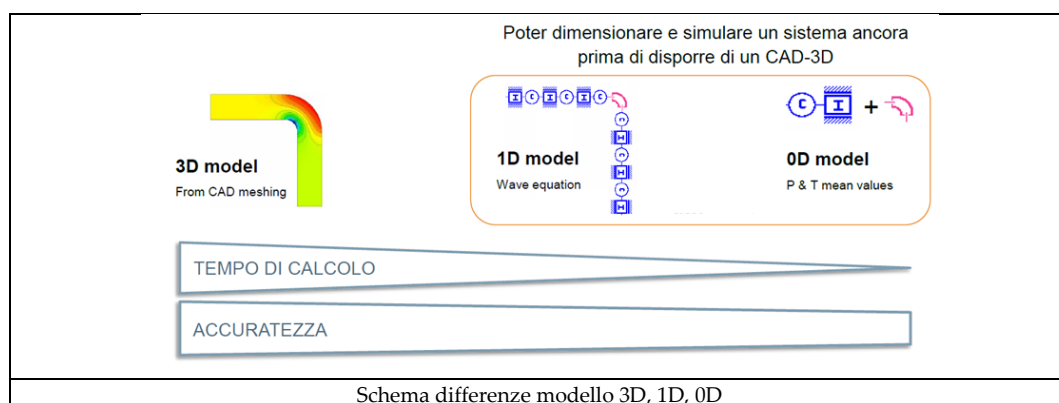 Poter dimensionare e simulare un sistema ancora
prima di disporre di un CAD-3D
3D model
From CAD meshing
C I + 
1D model
Wave equation
0D model
P & T mean values
TEMPO DI CALCOLO
ACCURATEZZA
Schema differenze modello 3D, 1D, 0D